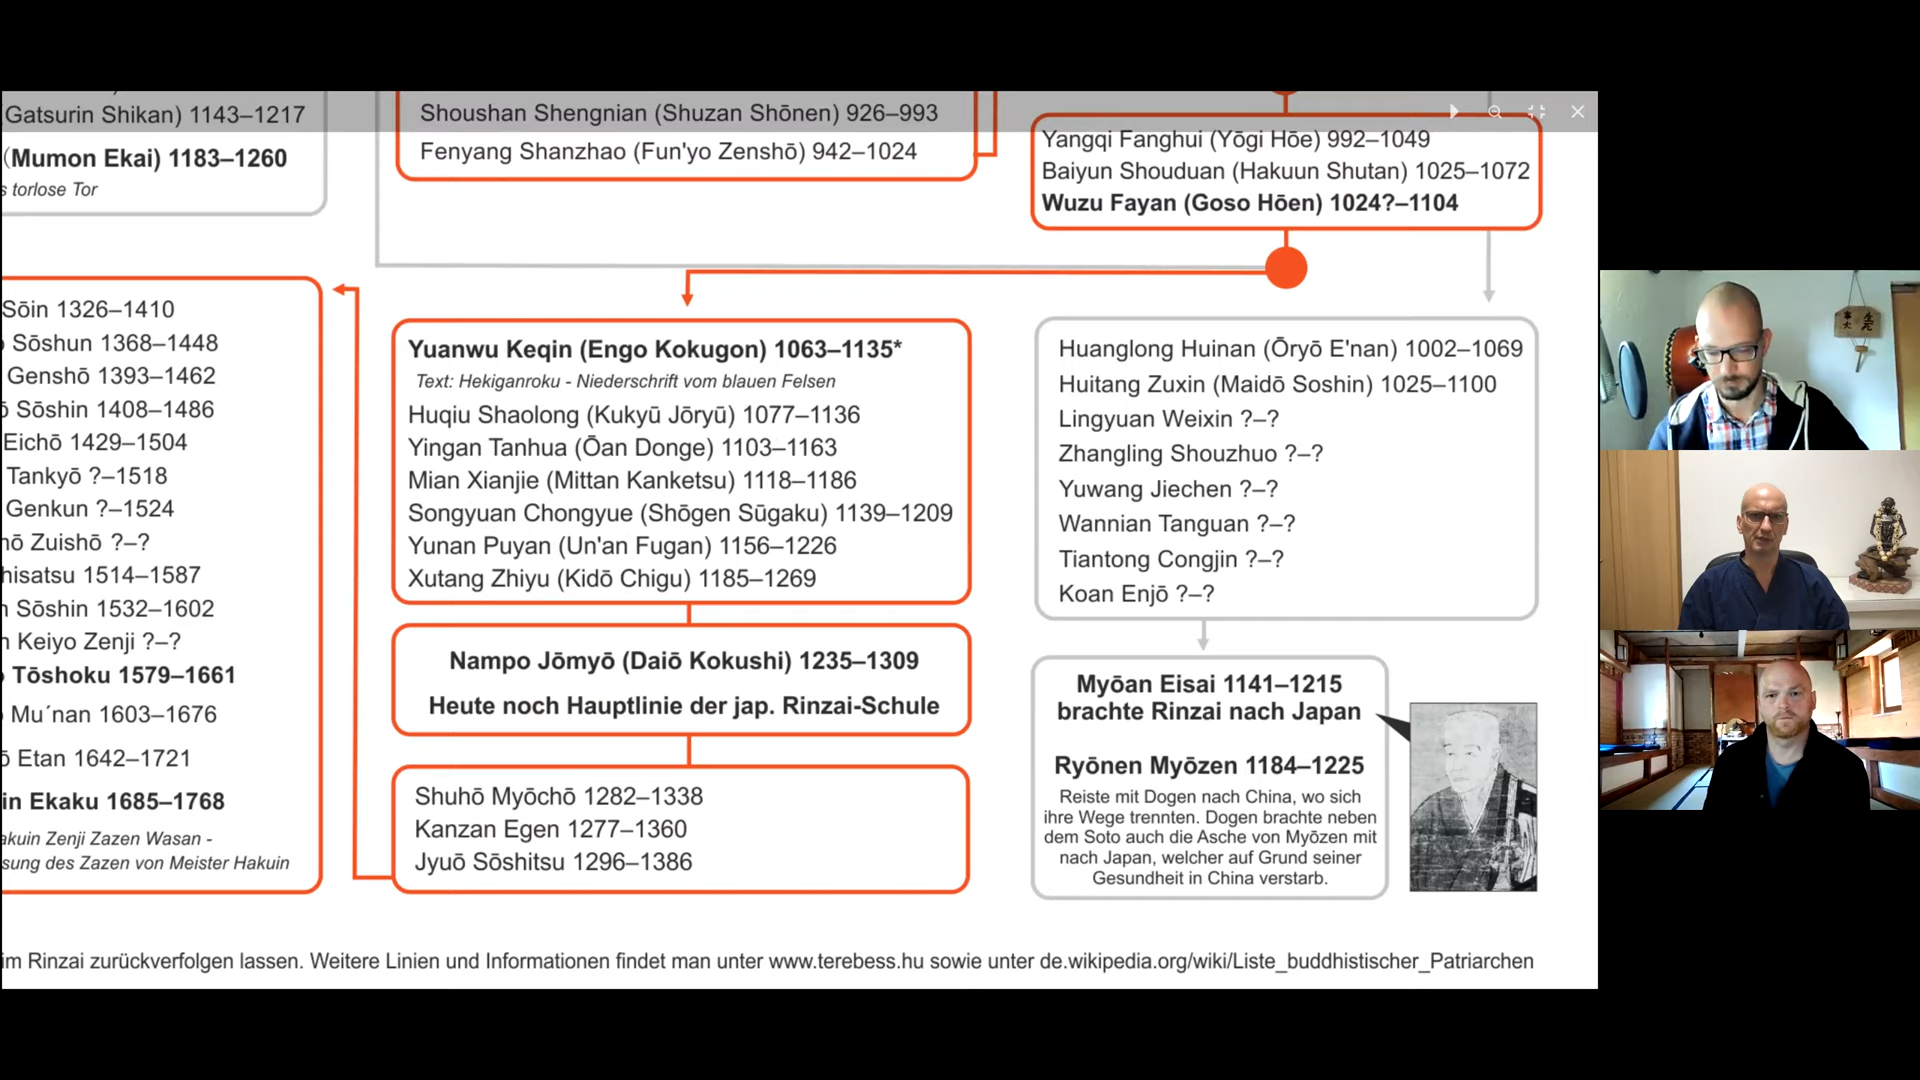 (Gatsurin Shikan) 1143–1217
(Mumon Ekai) 1183–1260
torlose Tor
Shoushan Shengnian (Shuzan Shōnen) 926–993
Fenyang Shanzhao (Fun'yo Zenshō) 942–1024
Yangqi Fanghui (Yōgi Hōe) 992–1049
Baiyun Shouduan (Hakuun Shutan) 1025–1072
Wuzu Fayan (Goso Hōen) 1024?–1104
Sōin 1326–1410
Sōshun 1368–1448
Genshō 1393–1462
Sōshin 1408–1486
Eichō 1429–1504
Tankyō ?–1518
Genkun ?–1524
Zuishō ?–?
hisatsu 1514–1587
Sōshin 1532–1602
Keiyo Zenji ?–?
Tōshoku 1579–1661
Mu´nan 1603–1676
Etan 1642–1721
in Ekaku 1685–1768
akuin Zenji Zazen Wasan -
sung des Zazen von Meister Hakuin
Yuanwu Keqin (Engo Kokugon) 1063–1135*
Text: Hekiganroku - Niederschrift vom blauen Felsen
Huqiu Shaolong (Kukyū Jōryū) 1077–1136
Yingan Tanhua (Ōan Donge) 1103–1163
Mian Xianjie (Mittan Kanketsu) 1118–1186
Songyuan Chongyue (Shōgen Sūgaku) 1139–1209
Yunan Puyan (Un'an Fugan) 1156–1226
Xutang Zhiyu (Kidō Chigu) 1185–1269
Nampo Jōmyō (Daiō Kokushi) 1235–1309
Heute noch Hauptlinie der jap. Rinzai-Schule
Shuhō Myōchō 1282–1338
Kanzan Egen 1277–1360
Jyuō Sōshitsu 1296–1386
Huanglong Huinan (Ōryō E'nan) 1002–1069
Huitang Zuxin (Maidō Soshin) 1025–1100
Lingyuan Weixin ?–?
Zhangling Shouzhuo ?–?
Yuwang Jiechen ?–?
Wannian Tanguan ?–?
Tiantong Congjin ?–?
Koan Enjō ?–?
Myōan Eisai 1141–1215
brachte Rinzai nach Japan
Ryōnen Myōzen 1184–1225
Reiste mit Dogen nach China, wo sich
ihre Wege trennten. Dogen brachte neben
dem Soto auch die Asche von Myōzen mit
nach Japan, welcher auf Grund seiner
Gesundheit in China verstarb.
im Rinzai zurückverfolgen lassen. Weitere Linien und Informationen findet man unter www.terebess.hu sowie unter de.wikipedia.org/wiki/Liste_buddhistischer_Patriarchen